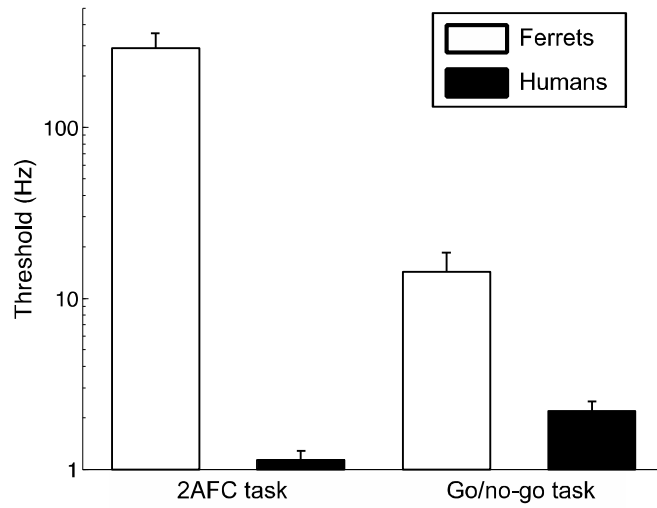 Ferrets
Humans
Threshold (Hz)
100
10
1
2AFC task
Go/no-go task